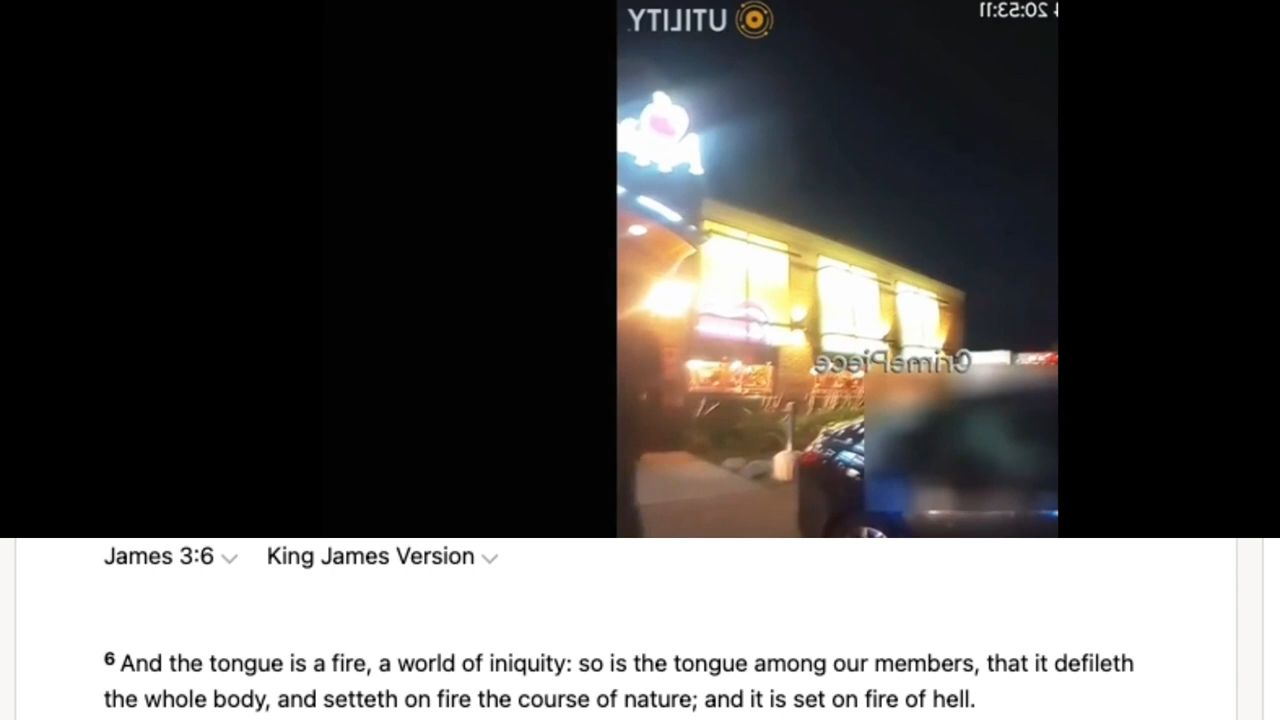 UTILITY
20:53:11
CrimePiece
James 3:6 King James Version
6 And the tongue is a fire, a world of iniquity: so is the tongue among our members, that it defileth
the whole body, and setteth on fire the course of nature; and it is set on fire of hell.